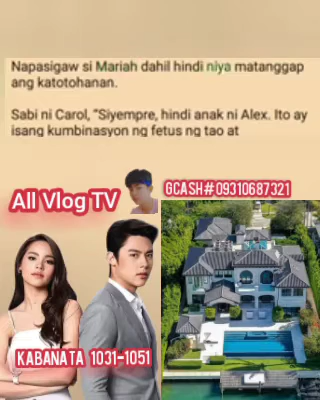 Napasigaw si Mariah dahil hindi niya matanggap
ang katotohanan.
Sabi ni Carol, “Siyempre, hindi anak ni Alex. Ito ay
isang kumbinasyon ng fetus ng tao at
All Vlog TV
GCASH#09310687321
KABANATA 1031-1051